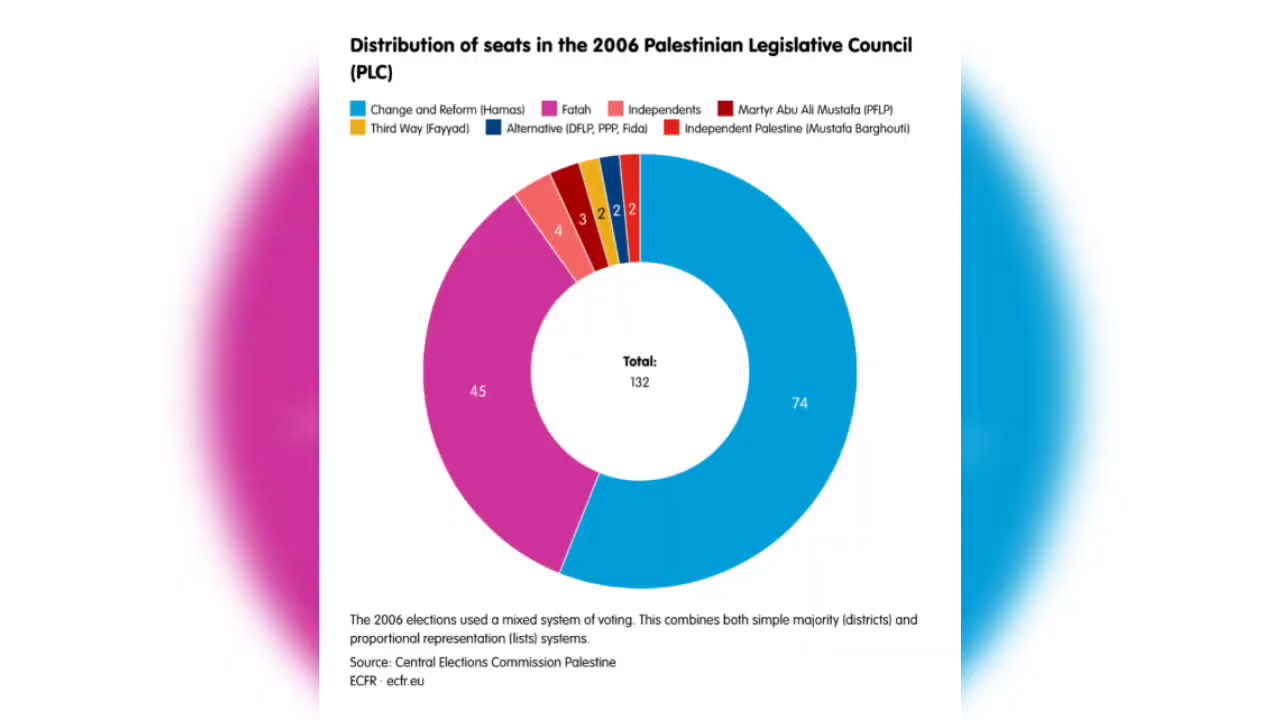 Distribution of seats in the 2006 Palestinian Legislative Council
(PLC)
Change and Reform (Hamas) Fatah Independents Martyr Abu Ali Mustafa (PFLP)
Third Way (Fayyad) Alternative (DFLP, PPP, Fida) Independent Palestine (Mustafa Barghouti)
4 3 2 2 2
Total:
132
45 74
The 2006 elections used a mixed system of voting. This combines both simple majority (districts) and
proportional representation (lists) systems.
Source: Central Elections Commission Palestine
ECFR · ecfr.eu